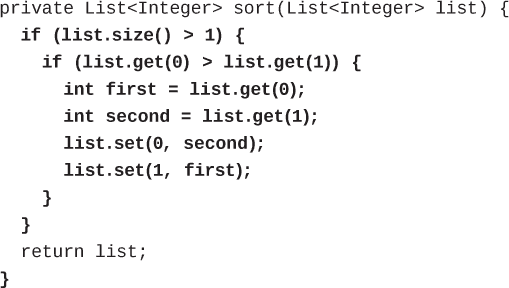 private List<Integer> sort(List<Integer> list) {
  if (list.size() > 1) {
    if (list.get(0) > list.get(1)) {
      int first = list.get(0);
      int second = list.get(1);
      list.set(0, second);
      list.set(1, first);
    }
  }
  return list;
}